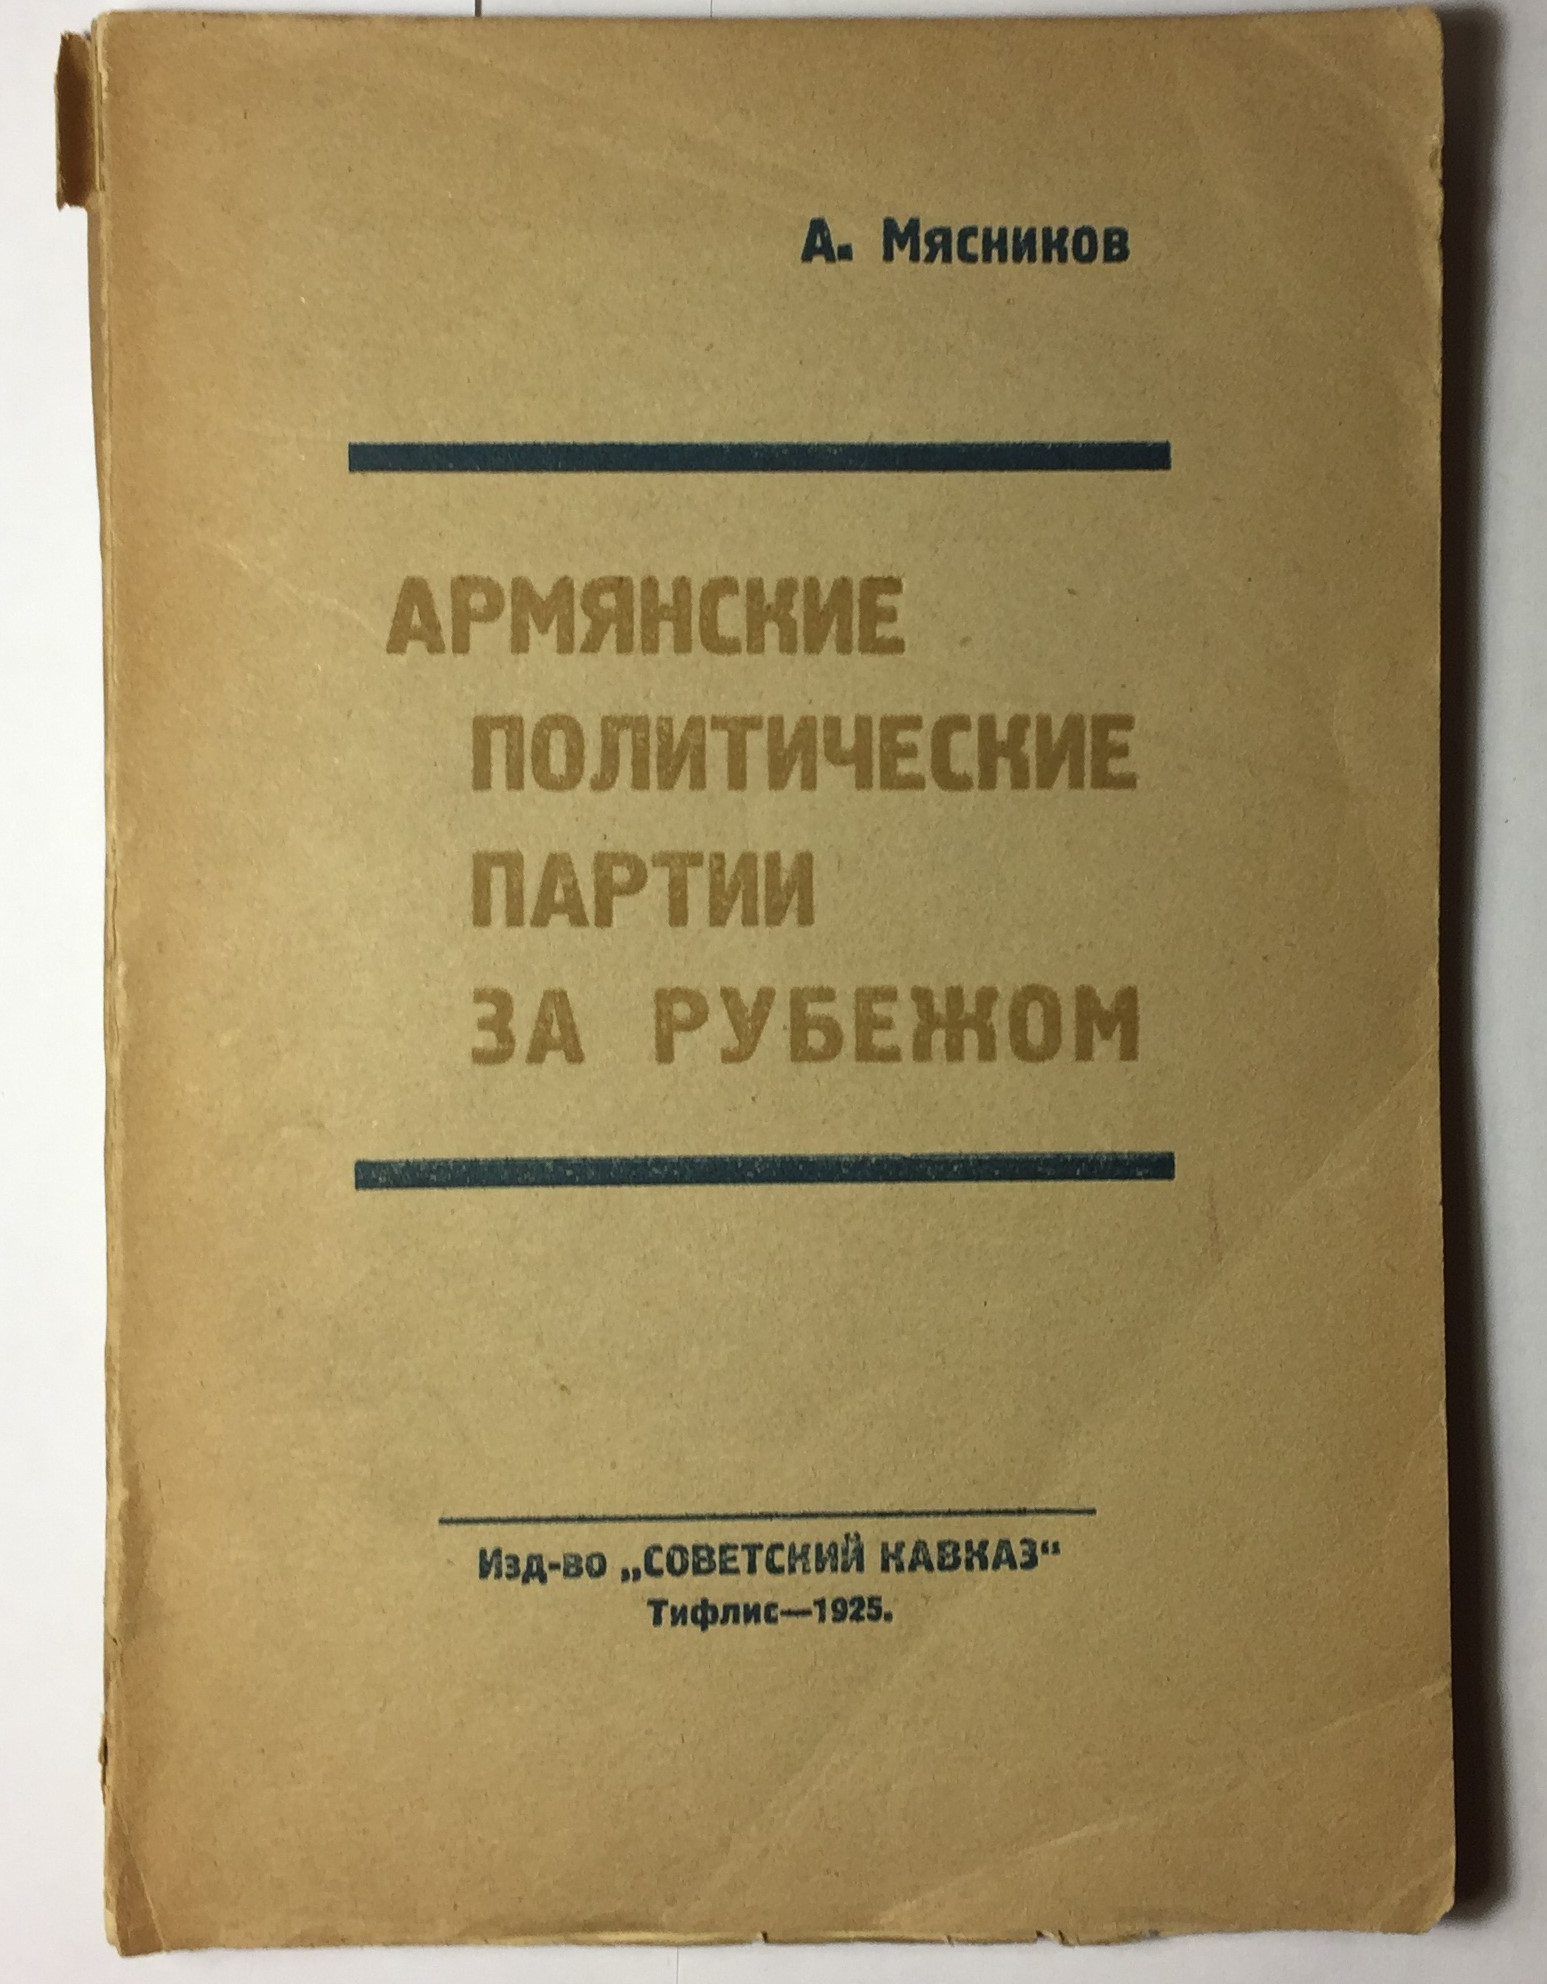 А. Мясников
АРМЯНСКИЕ
ПОЛИТИЧЕСКИЕ
ПАРТИИ
ЗА РУБЕЖОМ
Изд-во „СОВЕТСКИЙ КАВКАЗ“
Тифлис—1925.